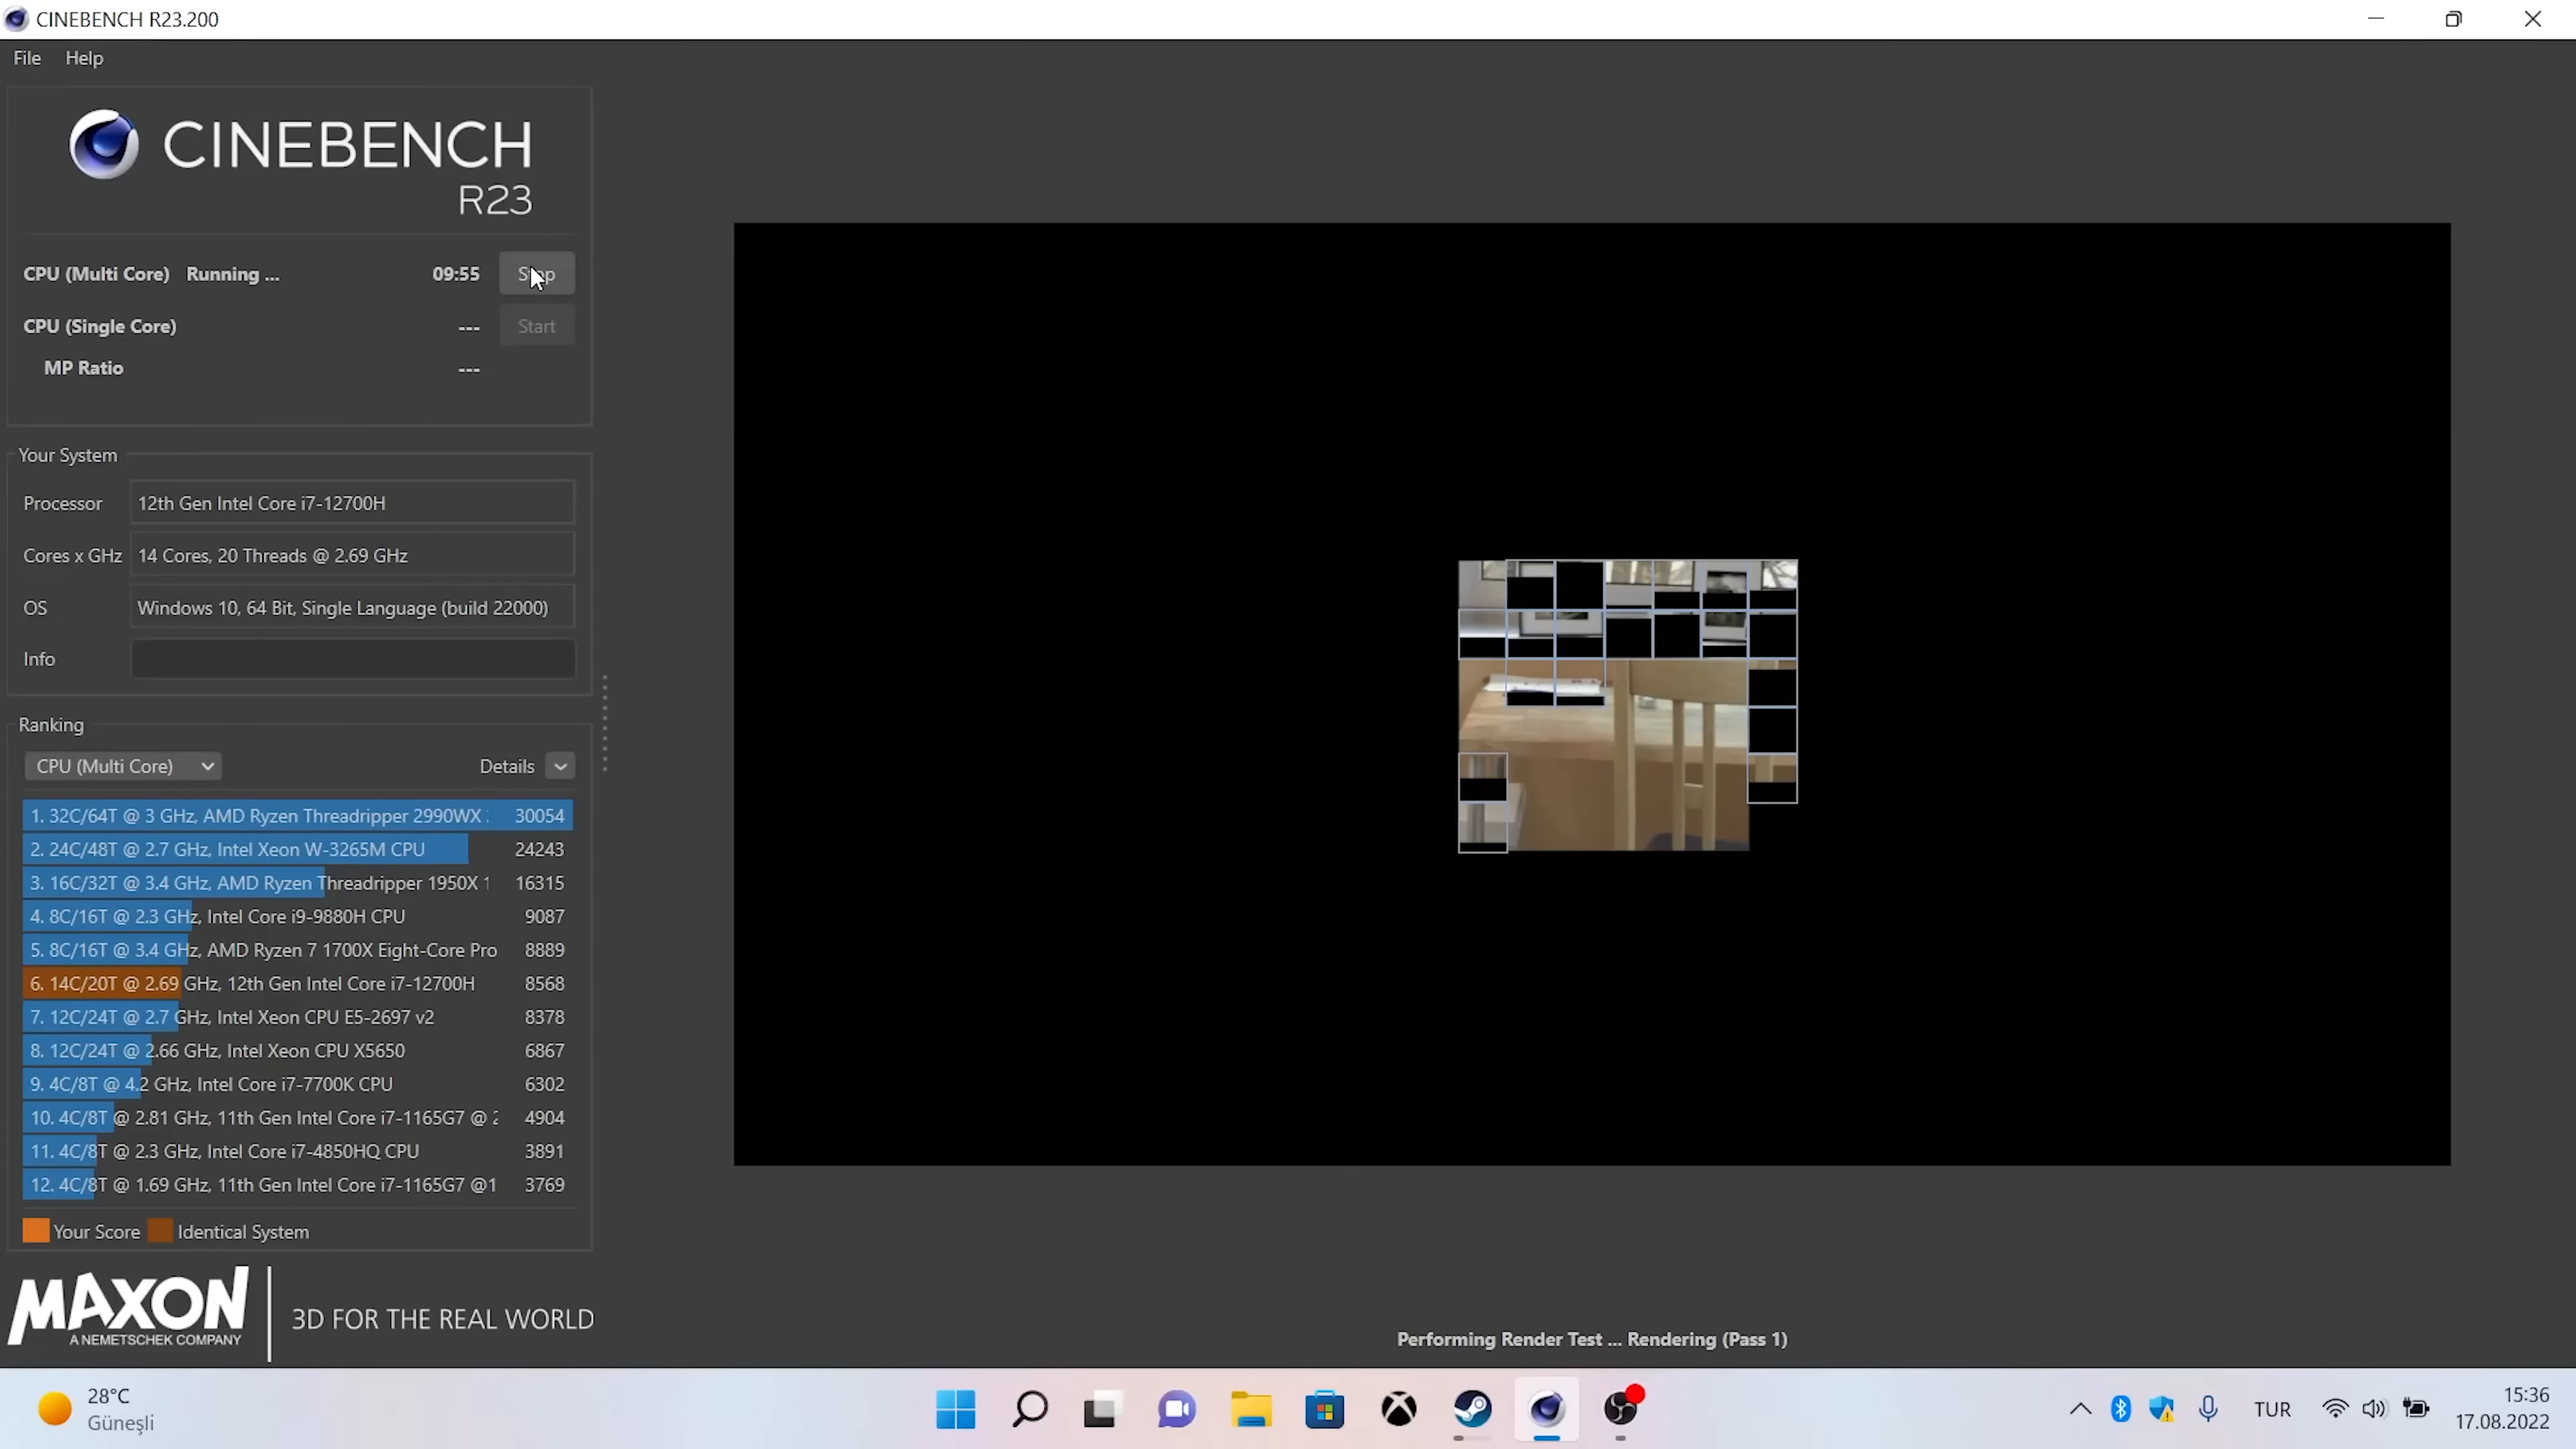 CINEBENCH R23.200
File Help
CINEBENCH
R23
CPU (Multi Core) Running ... 09:55 Stop
CPU (Single Core) --- Start
MP Ratio ---
Your System
Processor 12th Gen Intel Core i7-12700H
Cores x GHz 14 Cores, 20 Threads @ 2.69 GHz
OS Windows 10, 64 Bit, Single Language (build 22000)
Info
Ranking
CPU (Multi Core) Details
1. 32C/64T @ 3 GHz, AMD Ryzen Threadripper 2990WX 30054
2. 24C/48T @ 2.7 GHz, Intel Xeon W-3265M CPU 24243
3. 16C/32T @ 3.4 GHz, AMD Ryzen Threadripper 1950X 1 16315
4. 8C/16T @ 2.3 GHz, Intel Core i9-9880H CPU 9087
5. 8C/16T @ 3.4 GHz, AMD Ryzen 7 1700X Eight-Core Pro 8889
6. 14C/20T @ 2.69 GHz, 12th Gen Intel Core i7-12700H 8568
7. 12C/24T @ 2.7 GHz, Intel Xeon CPU E5-2697 v2 8378
8. 12C/24T @ 2.66 GHz, Intel Xeon CPU X5650 6867
9. 4C/8T @ 4.2 GHz, Intel Core i7-7700K CPU 6302
10. 4C/8T @ 2.81 GHz, 11th Gen Intel Core i7-1165G7 @ 2 4904
11. 4C/8T @ 2.3 GHz, Intel Core i7-4850HQ CPU 3891
12. 4C/8T @ 1.69 GHz, 11th Gen Intel Core i7-1165G7 @1 3769
Your Score Identical System
MAXON
A NEMETSCHEK COMPANY
3D FOR THE REAL WORLD
Performing Render Test ... Rendering (Pass 1)
28°C
Güneşli
TUR
15:36
17.08.2022